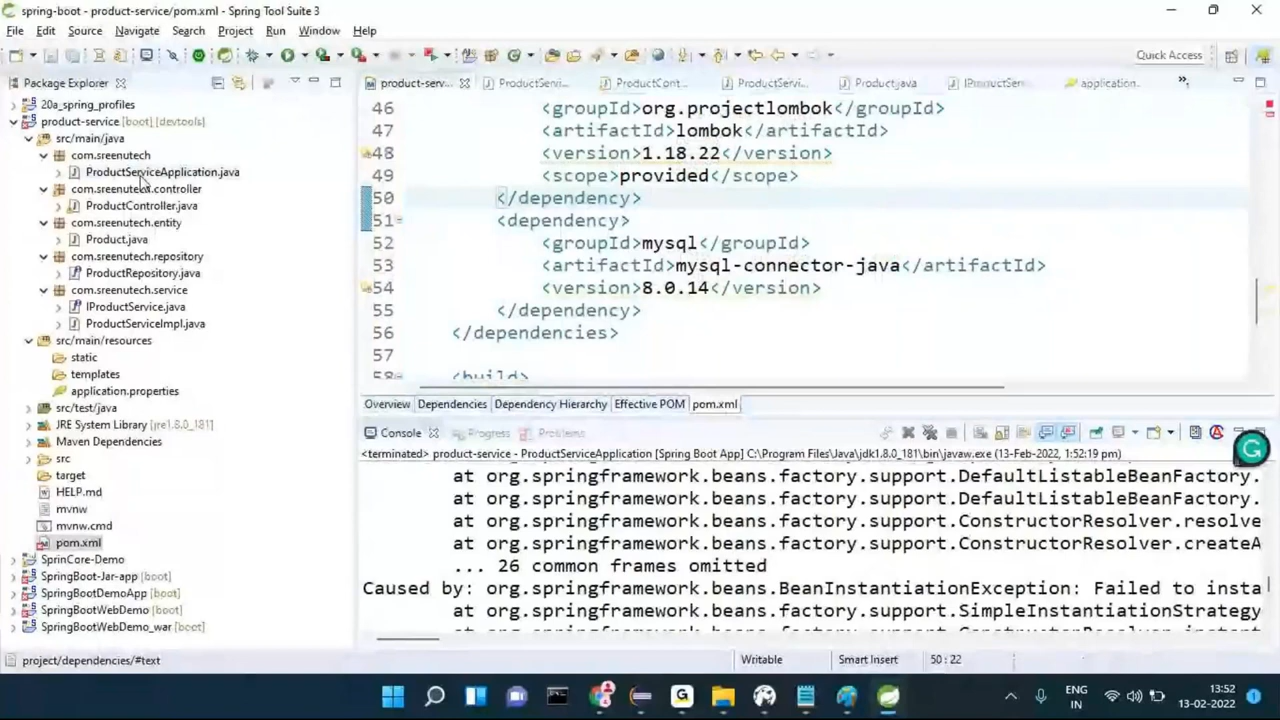 spring-boot - product-service/pom.xml - Spring Tool Suite 3
File Edit Source Navigate Search Project Run Window Help
Quick Access
Package Explorer
20a_spring_profiles
product-service [boot] [devtools]
src/main/java
com.sreenutech
ProductServiceApplication.java
com.sreenutech.controller
ProductController.java
com.sreenutech.entity
Product.java
com.sreenutech.repository
ProductRepository.java
com.sreenutech.service
IProductService.java
ProductServiceImpl.java
src/main/resources
static
templates
application.properties
src/test/java
JRE System Library [jre1.8.0_181]
Maven Dependencies
src
target
HELP.md
mvnw
mvnw.cmd
pom.xml
SprinCore-Demo
SpringBoot-Jar-app [boot]
SpringBootDemoApp [boot]
SpringBootWebDemo [boot]
SpringBootWebDemo_war [boot]
product-serv... ProductServi... ProductCont... ProductServi... Product.java IProductServ... application.
46 <groupId>org.projectlombok</groupId>
47 <artifactId>lombok</artifactId>
48 <version>1.18.22</version>
49 <scope>provided</scope>
50 </dependency>
51 <dependency>
52 <groupId>mysql</groupId>
53 <artifactId>mysql-connector-java</artifactId>
54 <version>8.0.14</version>
55 </dependency>
56 </dependencies>
57
58 <build>
Overview Dependencies Dependency Hierarchy Effective POM pom.xml
Console Progress Problems
<terminated> product-service - ProductServiceApplication [Spring Boot App] C:\Program Files\Java\jdk1.8.0_181\bin\javaw.exe (13-Feb-2022, 1:52:19 pm)
at org.springframework.beans.factory.support.DefaultListableBeanFactory.
at org.springframework.beans.factory.support.DefaultListableBeanFactory.
at org.springframework.beans.factory.support.ConstructorResolver.resolve
at org.springframework.beans.factory.support.ConstructorResolver.createA
... 26 common frames omitted
Caused by: org.springframework.beans.BeanInstantiationException: Failed to insta
at org.springframework.beans.factory.support.SimpleInstantiationStrategy
project/dependencies/#text
Writable Smart Insert 50 : 22
ENG
IN
13:52
13-02-2022